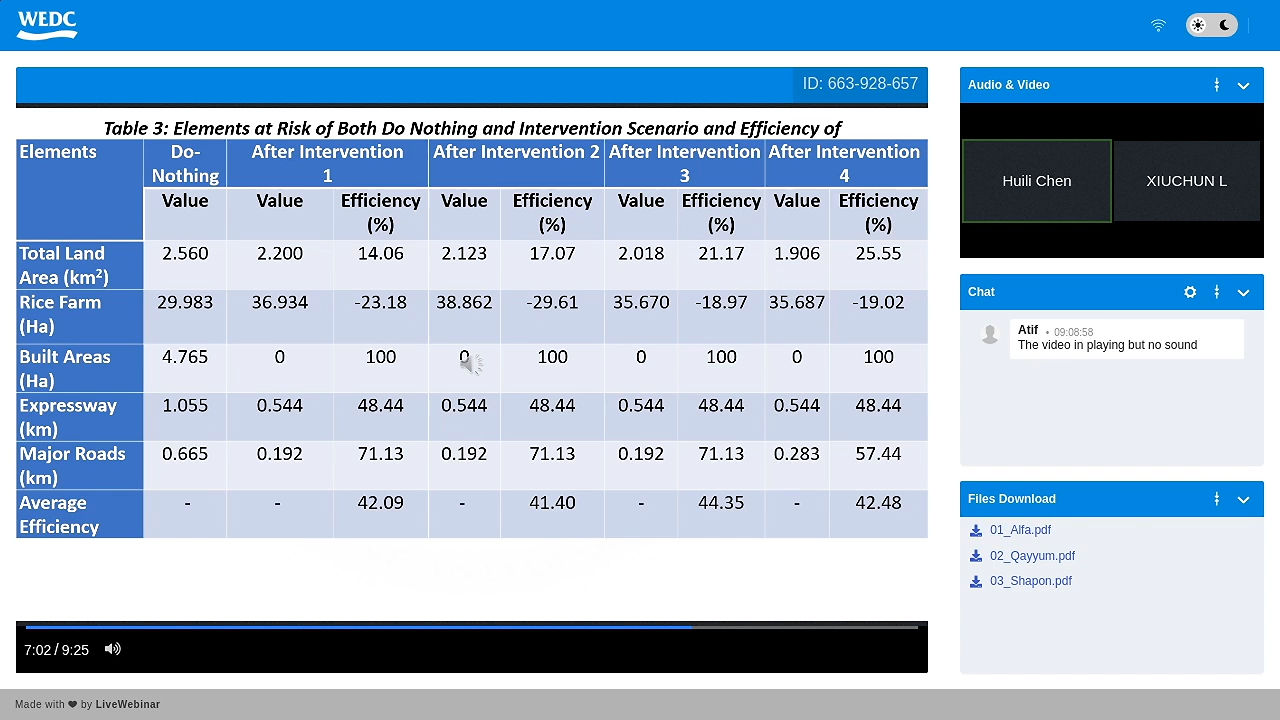 WEDC
ID: 663-928-657
Table 3: Elements at Risk of Both Do Nothing and Intervention Scenario and Efficiency of
Elements Do-Nothing After Intervention 1 After Intervention 2 After Intervention 3 After Intervention 4
Value Value Efficiency (%) Value Efficiency (%) Value Efficiency (%) Value Efficiency (%)
Total Land Area (km²) 2.560 2.200 14.06 2.123 17.07 2.018 21.17 1.906 25.55
Rice Farm (Ha) 29.983 36.934 -23.18 38.862 -29.61 35.670 -18.97 35.687 -19.02
Built Areas (Ha) 4.765 0 100 0 100 0 100 0 100
Expressway (km) 1.055 0.544 48.44 0.544 48.44 0.544 48.44 0.544 48.44
Major Roads (km) 0.665 0.192 71.13 0.192 71.13 0.192 71.13 0.283 57.44
Average Efficiency - - 42.09 - 41.40 - 44.35 - 42.48
7:02 / 9:25
Audio & Video
Huili Chen
XIUCHUN L
Chat
Atif • 09:08:58
The video in playing but no sound
Files Download
01_Alfa.pdf
02_Qayyum.pdf
03_Shapon.pdf
Made with ❤ by LiveWebinar